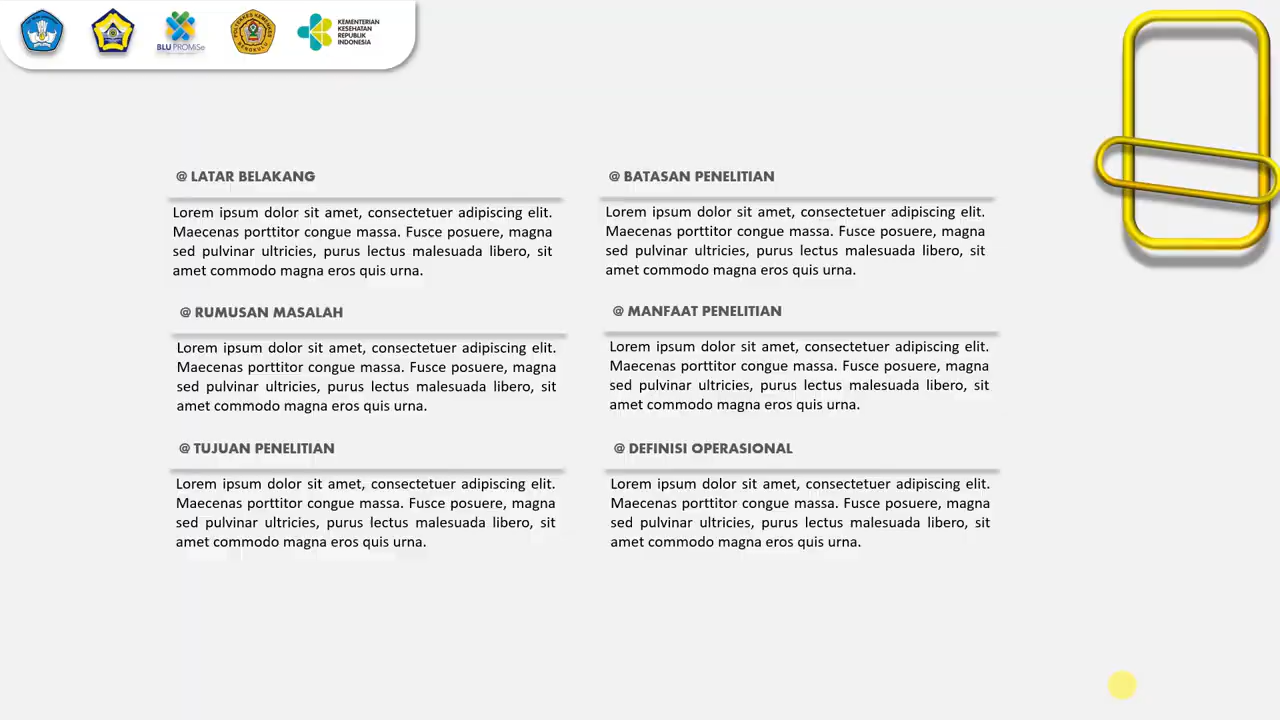 BLU PROMiSe
POLTEKKES KEMENKES
BENGKULU
KEMENTERIAN
KESEHATAN
REPUBLIK
INDONESIA
@ LATAR BELAKANG
Lorem ipsum dolor sit amet, consectetuer adipiscing elit.
Maecenas porttitor congue massa. Fusce posuere, magna
sed pulvinar ultricies, purus lectus malesuada libero, sit
amet commodo magna eros quis urna.
@ RUMUSAN MASALAH
Lorem ipsum dolor sit amet, consectetuer adipiscing elit.
Maecenas porttitor congue massa. Fusce posuere, magna
sed pulvinar ultricies, purus lectus malesuada libero, sit
amet commodo magna eros quis urna.
@ TUJUAN PENELITIAN
Lorem ipsum dolor sit amet, consectetuer adipiscing elit.
Maecenas porttitor congue massa. Fusce posuere, magna
sed pulvinar ultricies, purus lectus malesuada libero, sit
amet commodo magna eros quis urna.
@ BATASAN PENELITIAN
Lorem ipsum dolor sit amet, consectetuer adipiscing elit.
Maecenas porttitor congue massa. Fusce posuere, magna
sed pulvinar ultricies, purus lectus malesuada libero, sit
amet commodo magna eros quis urna.
@ MANFAAT PENELITIAN
Lorem ipsum dolor sit amet, consectetuer adipiscing elit.
Maecenas porttitor congue massa. Fusce posuere, magna
sed pulvinar ultricies, purus lectus malesuada libero, sit
amet commodo magna eros quis urna.
@ DEFINISI OPERASIONAL
Lorem ipsum dolor sit amet, consectetuer adipiscing elit.
Maecenas porttitor congue massa. Fusce posuere, magna
sed pulvinar ultricies, purus lectus malesuada libero, sit
amet commodo magna eros quis urna.